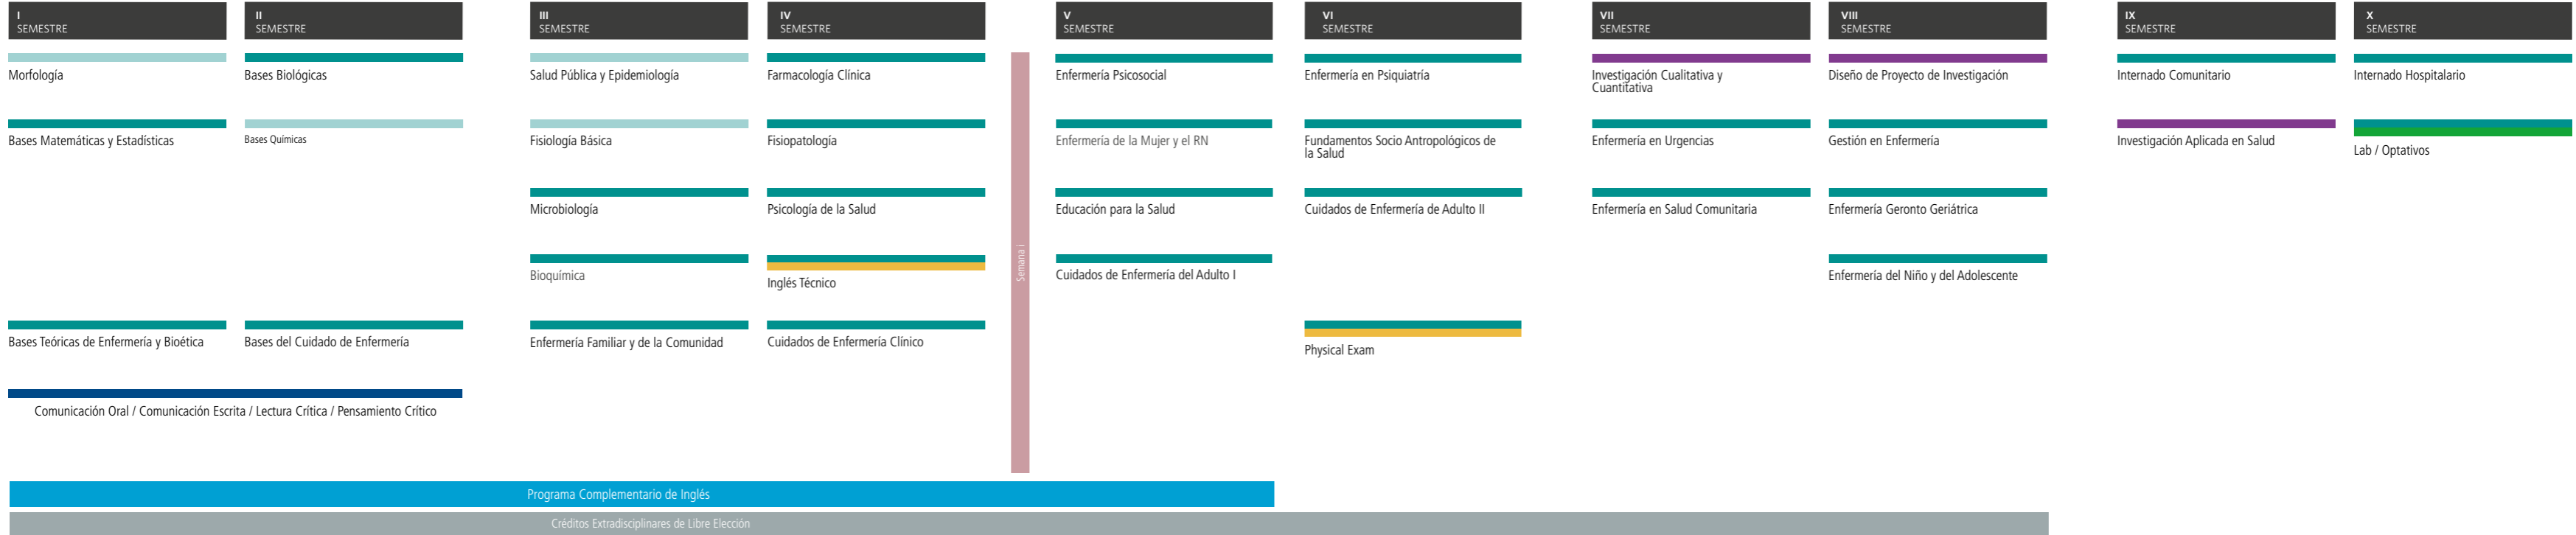 I
SEMESTRE
II
SEMESTRE
III
SEMESTRE
IV
SEMESTRE
V
SEMESTRE
VI
SEMESTRE
VII
SEMESTRE
VIII
SEMESTRE
IX
SEMESTRE
X
SEMESTRE
Morfología
Bases Biológicas
Salud Pública y Epidemiología
Farmacología Clínica
Enfermería Psicosocial
Enfermería en Psiquiatría
Investigación Cualitativa y
Cuantitativa
Diseño de Proyecto de Investigación
Internado Comunitario
Internado Hospitalario
Bases Matemáticas y Estadísticas
Bases Químicas
Fisiología Básica
Fisiopatología
Enfermería de la Mujer y el RN
Fundamentos Socio Antropológicos de
la Salud
Enfermería en Urgencias
Gestión en Enfermería
Investigación Aplicada en Salud
Lab / Optativos
Microbiología
Psicología de la Salud
Educación para la Salud
Cuidados de Enfermería de Adulto II
Enfermería en Salud Comunitaria
Enfermería Geronto Geriátrica
Bioquímica
Inglés Técnico
Semana i
Cuidados de Enfermería del Adulto I
Enfermería del Niño y del Adolescente
Bases Teóricas de Enfermería y Bioética
Bases del Cuidado de Enfermería
Enfermería Familiar y de la Comunidad
Cuidados de Enfermería Clínico
Physical Exam
Comunicación Oral / Comunicación Escrita / Lectura Crítica / Pensamiento Crítico
Programa Complementario de Inglés
Créditos Extradisciplinares de Libre Elección